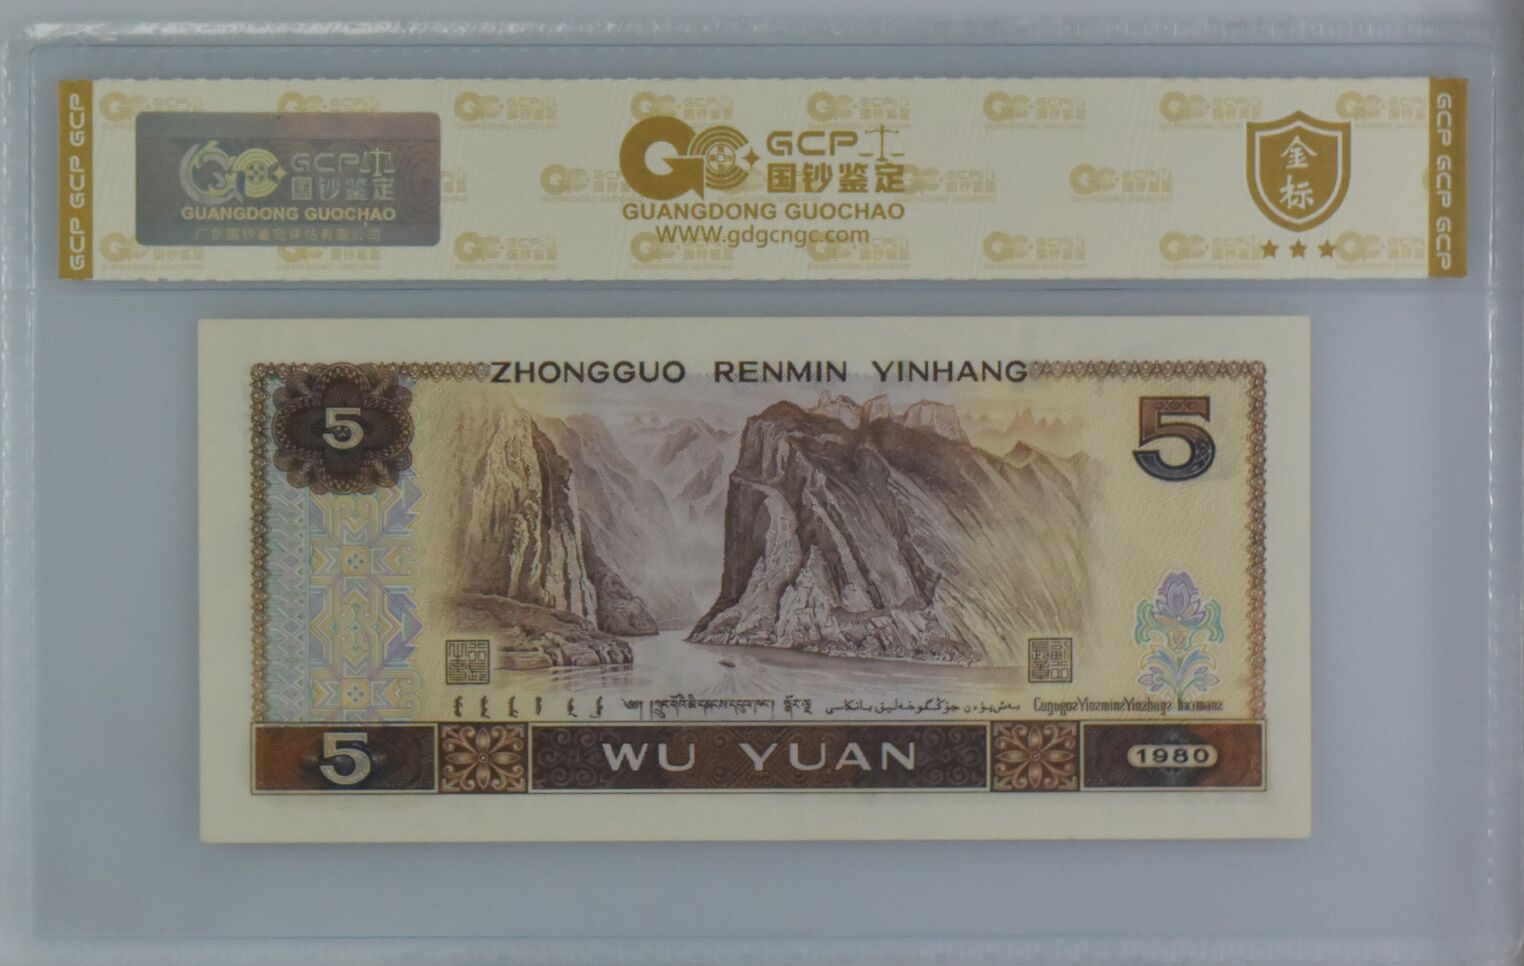 GCP GCP GCP
GCP
国钞鉴定
GUANGDONG GUOCHAO
广东国钞鉴定评估有限公司
GCP
国钞鉴定
GUANGDONG GUOCHAO
WWW.gdgcngc.com
金标
GCP GCP GCP
ZHONGGUO RENMIN YINHANG
5
5
5
WU YUAN
1980